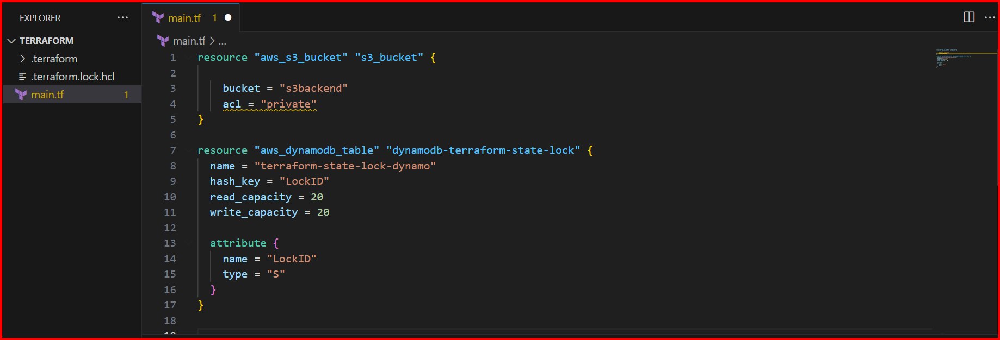 EXPLORER ···
TERRAFORM
.terraform
.terraform.lock.hcl
main.tf 1
main.tf 1
main.tf > ...
1 resource "aws_s3_bucket" "s3_bucket" {
2
3 bucket = "s3backend"
4 acl = "private"
5 }
6
7 resource "aws_dynamodb_table" "dynamodb-terraform-state-lock" {
8 name = "terraform-state-lock-dynamo"
9 hash_key = "LockID"
10 read_capacity = 20
11 write_capacity = 20
12
13 attribute {
14 name = "LockID"
15 type = "S"
16 }
17 }
18